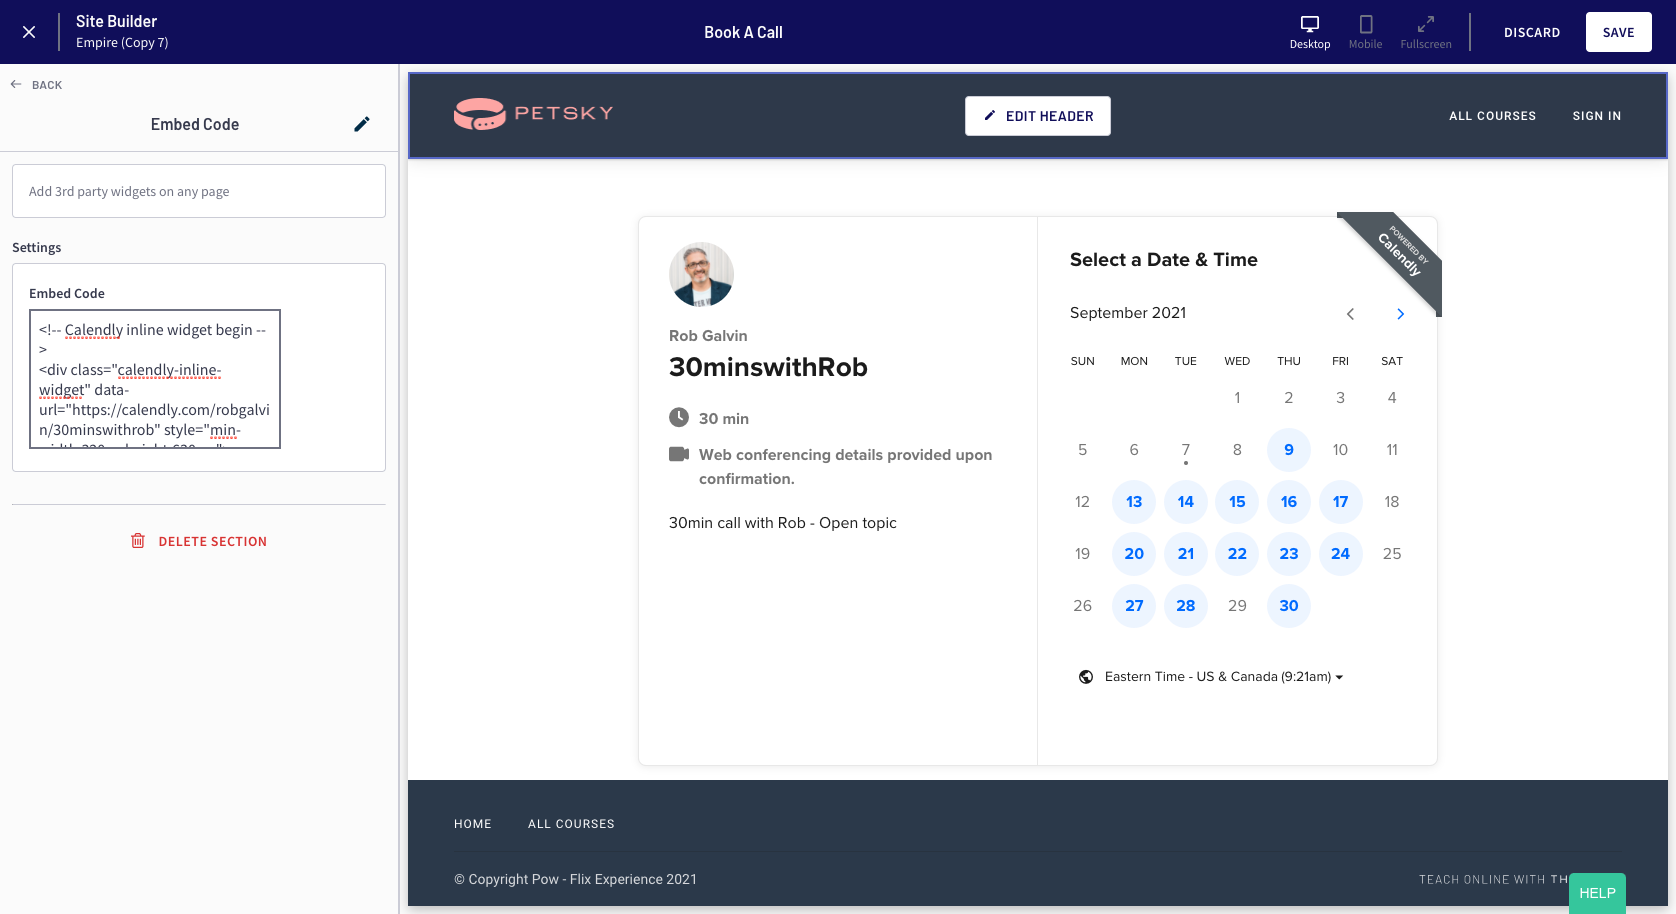 Site Builder
Empire (Copy 7)
Book A Call
Desktop
Mobile
Fullscreen
DISCARD
SAVE
BACK
Embed Code
Add 3rd party widgets on any page
Settings
Embed Code
<!-- Calendly inline widget begin --
>
<div class="calendly-inline-
widget" data-
url="https://calendly.com/robgalvi
n/30minswithrob" style="min-
DELETE SECTION
PETSKY
EDIT HEADER
ALL COURSES
SIGN IN
Rob Galvin
30minswithRob
30 min
Web conferencing details provided upon
confirmation.
30min call with Rob - Open topic
POWERED BY
Calendly
Select a Date & Time
September 2021
SUN MON TUE WED THU FRI SAT
1 2 3 4
5 6 7 8 9 10 11
12 13 14 15 16 17 18
19 20 21 22 23 24 25
26 27 28 29 30
Eastern Time - US & Canada (9:21am)
HOME
ALL COURSES
© Copyright Pow - Flix Experience 2021
TEACH ONLINE WITH TH
HELP